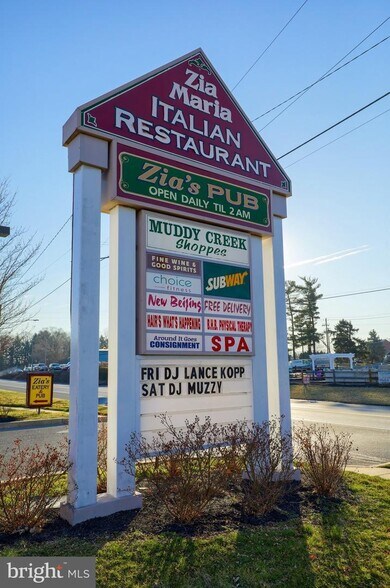 Zia
Maria
ITALIAN
RESTAURANT
Zia's PUB
OPEN DAILY TIL 2AM
MUDDY CREEK
Shoppes
FINE WINE &
GOOD SPIRITS
choice
fitness
SUBWAY
New Beijing
FREE DELIVERY
HAIR'S WHAT'S HAPPENING
PHYSICAL THERAPY
Around It Goes
CONSIGNMENT
SPA
FRI DJ LANCE KOPP
SAT DJ MUZZY
Zia's
EATERY
PUB
bright MLS